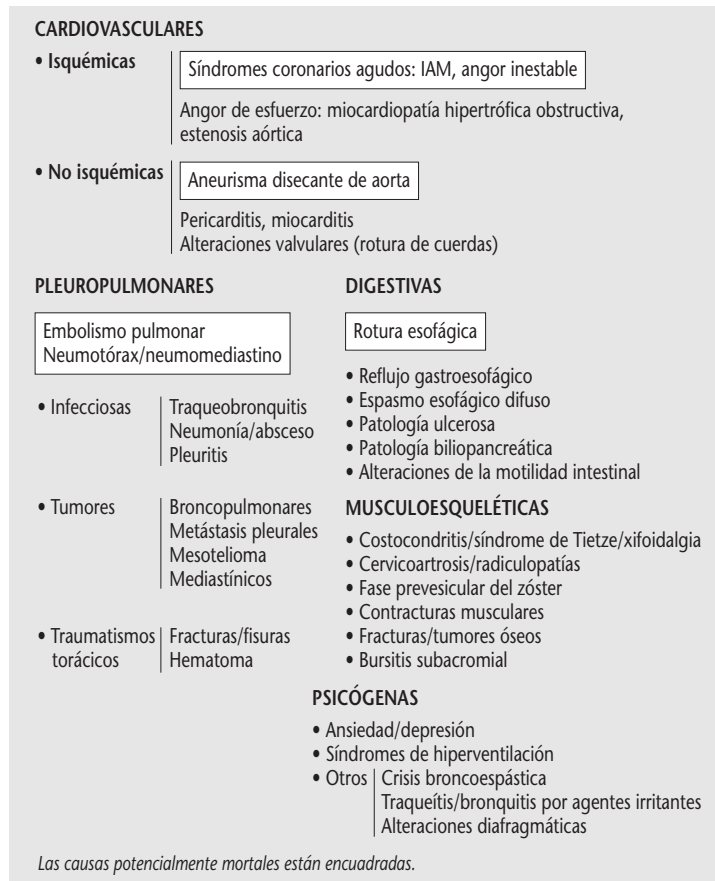 CARDIOVASCULARES
• Isquémicas
Síndromes coronarios agudos: IAM, angor inestable
Angor de esfuerzo: miocardiopatía hipertrófica obstructiva,
estenosis aórtica
• No isquémicas
Aneurisma disecante de aorta
Pericarditis, miocarditis
Alteraciones valvulares (rotura de cuerdas)
PLEUROPULMONARES
Embolismo pulmonar
Neumotórax/neumomediastino
• Infecciosas
Traqueobronquitis
Neumonía/absceso
Pleuritis
• Tumores
Broncopulmonares
Metástasis pleurales
Mesotelioma
Mediastínicos
• Traumatismos
torácicos
Fracturas/fisuras
Hematoma
DIGESTIVAS
Rotura esofágica
• Reflujo gastroesofágico
• Espasmo esofágico difuso
• Patología ulcerosa
• Patología biliopancreática
• Alteraciones de la motilidad intestinal
MUSCULOESQUELÉTICAS
• Costocondritis/síndrome de Tietze/xifoidalgia
• Cervicoartrosis/radiculopatías
• Fase prevesicular del zóster
• Contracturas musculares
• Fracturas/tumores óseos
• Bursitis subacromial
PSICÓGENAS
• Ansiedad/depresión
• Síndromes de hiperventilación
• Otros
Crisis broncoespástica
Traqueítis/bronquitis por agentes irritantes
Alteraciones diafragmáticas
Las causas potencialmente mortales están encuadradas.